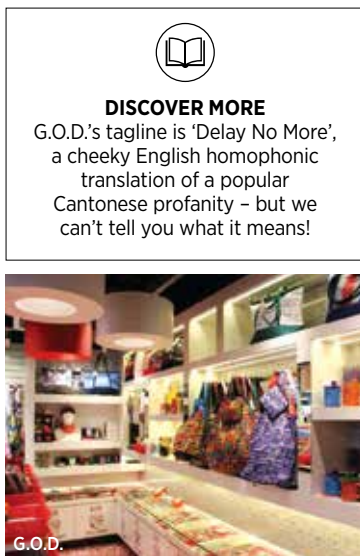 DISCOVER MORE
G.O.D.’s tagline is ‘Delay No More’,
a cheeky English homophonic
translation of a popular
Cantonese profanity – but we
can’t tell you what it means!
G.O.D.